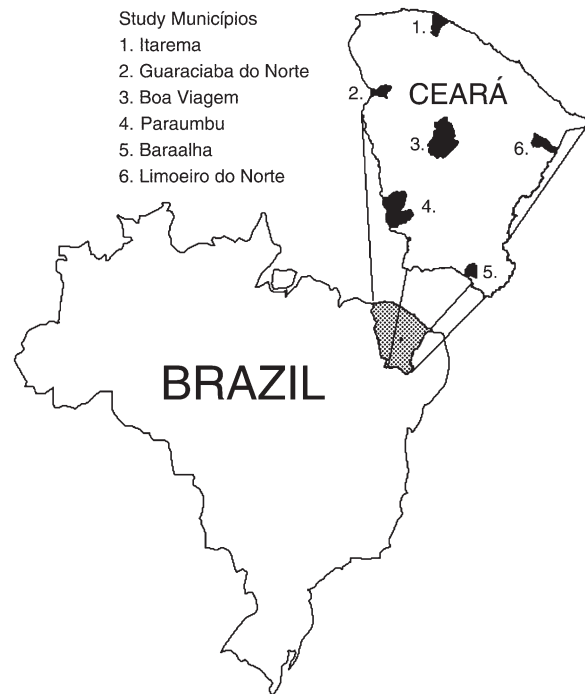 Study Municípios
1. Itarema
2. Guaraciaba do Norte
3. Boa Viagem
4. Paraumbu
5. Baraalha
6. Limoeiro do Norte
1.
2.
CEARÁ
3.
6.
4.
5.
BRAZIL